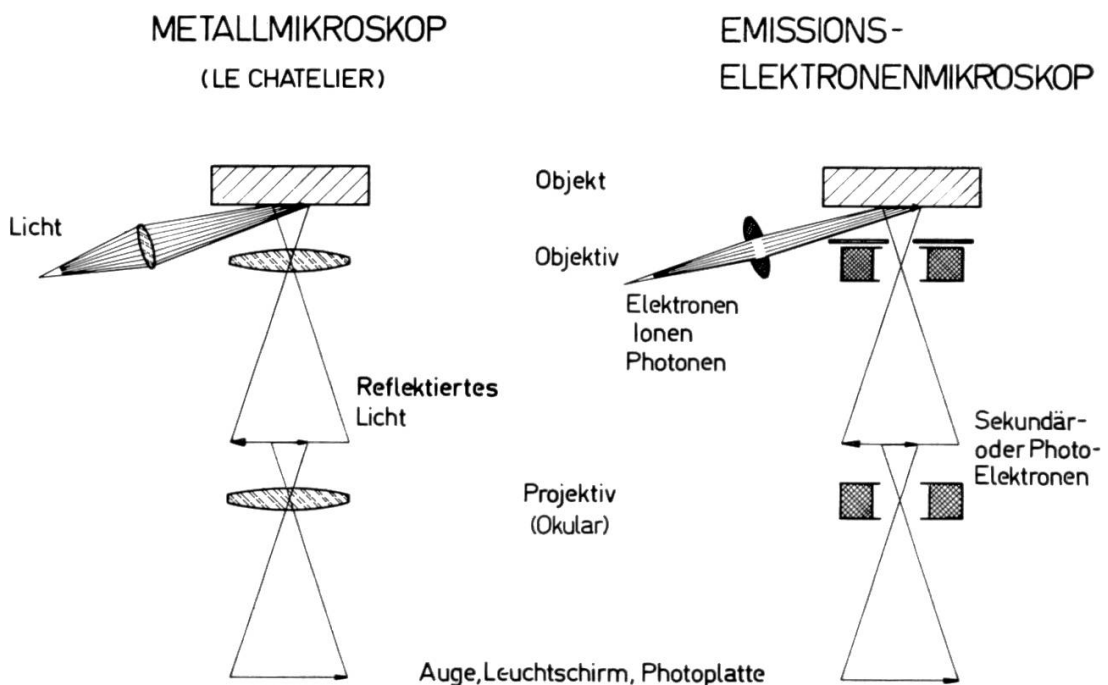 METALLMIKROSKOP
(LE CHATELIER)
EMISSIONS-
ELEKTRONENMIKROSKOP
Objekt
Licht
Objektiv
Elektronen
Ionen
Photonen
Reflektiertes
Licht
Sekundär-
oder Photo-
Elektronen
Projektiv
(Okular)
Auge, Leuchtschirm, Photoplatte